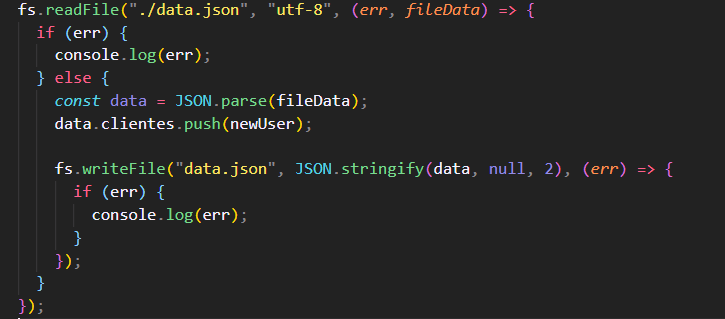 fs.readFile("./data.json", "utf-8", (err, fileData) => {
  if (err) {
    console.log(err);
  } else {
    const data = JSON.parse(fileData);
    data.clientes.push(newUser);

    fs.writeFile("data.json", JSON.stringify(data, null, 2), (err) => {
      if (err) {
        console.log(err);
      }
    });
  }
});